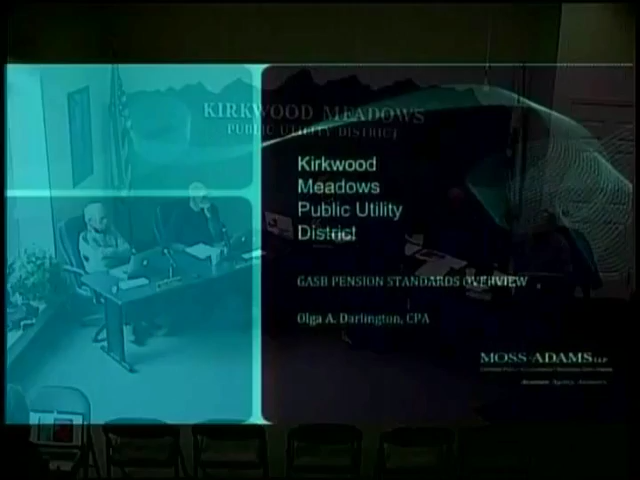 KIRKWOOD MEADOWS
PUBLIC UTILITY DISTRICT
Kirkwood
Meadows
Public Utility
District
GASB PENSION STANDARDS OVERVIEW
Olga A. Darlington, CPA
MOSS-ADAMS LLP